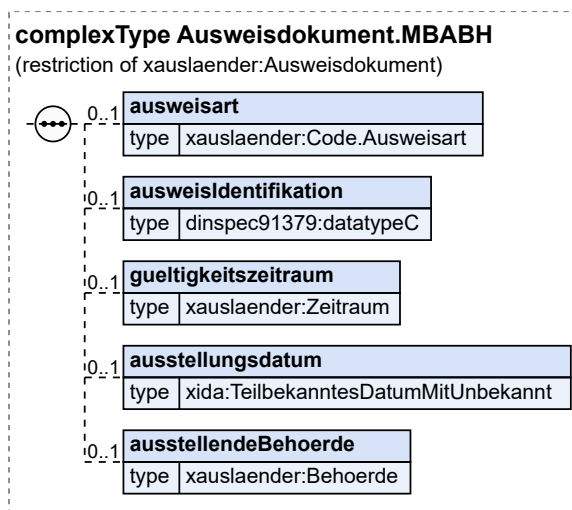 complexType Ausweisdokument.MBABH
(restriction of xauslaender:Ausweisdokument)
0..1 ausweisart
type xauslaender:Code.Ausweisart
0..1 ausweisIdentifikation
type dinspec91379:datatypeC
0..1 gueltigkeitszeitraum
type xauslaender:Zeitraum
0..1 ausstellungsdatum
type xida:TeilbekanntesDatumMitUnbekannt
0..1 ausstellendeBehoerde
type xauslaender:Behoerde